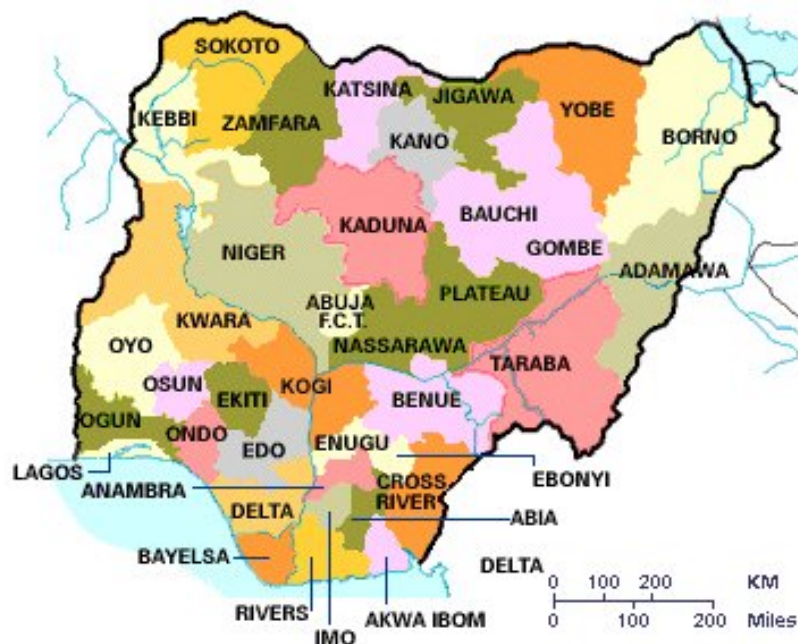 SOKOTO
KATSINA
JIGAWA
KEBBI
ZAMFARA
KANO
YOBE
BORNO
KADUNA
BAUCHI
NIGER
GOMBE
ADAMAWA
ABUJA
F.C.T.
PLATEAU
KWARA
OYO
NASSARAWA
TARABA
OSUN
EKITI
KOGI
BENUE
OGUN
ONDO
EDO
ENUGU
LAGOS
EBONYI
ANAMBRA
CROSS
RIVER
DELTA
ABIA
BAYELSA
DELTA
RIVERS
IMO
AKWA IBOM
0 100 200 KM
0 100 200 Miles